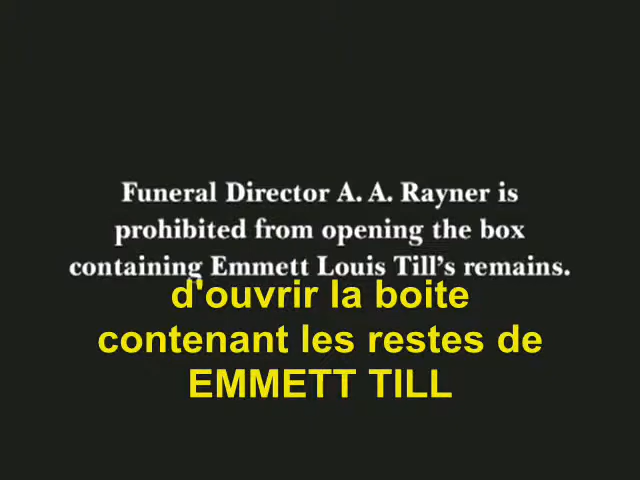 Funeral Director A. A. Rayner is
prohibited from opening the box
containing Emmett Louis Till's remains.
d'ouvrir la boite
contenant les restes de
EMMETT TILL